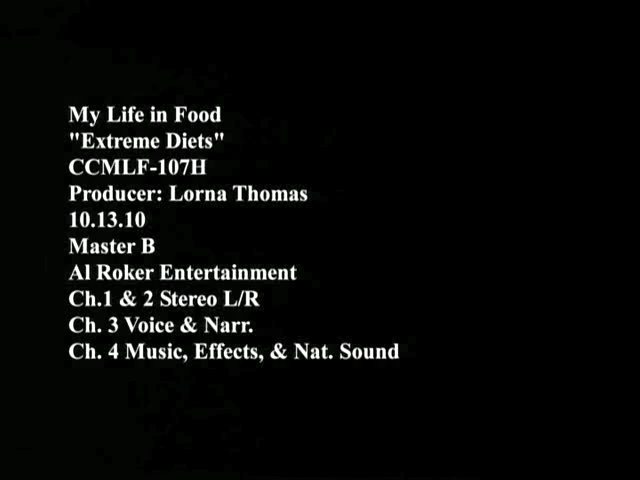 My Life in Food
"Extreme Diets"
CCMLF-107H
Producer: Lorna Thomas
10.13.10
Master B
Al Roker Entertainment
Ch.1 & 2 Stereo L/R
Ch. 3 Voice & Narr.
Ch. 4 Music, Effects, & Nat. Sound